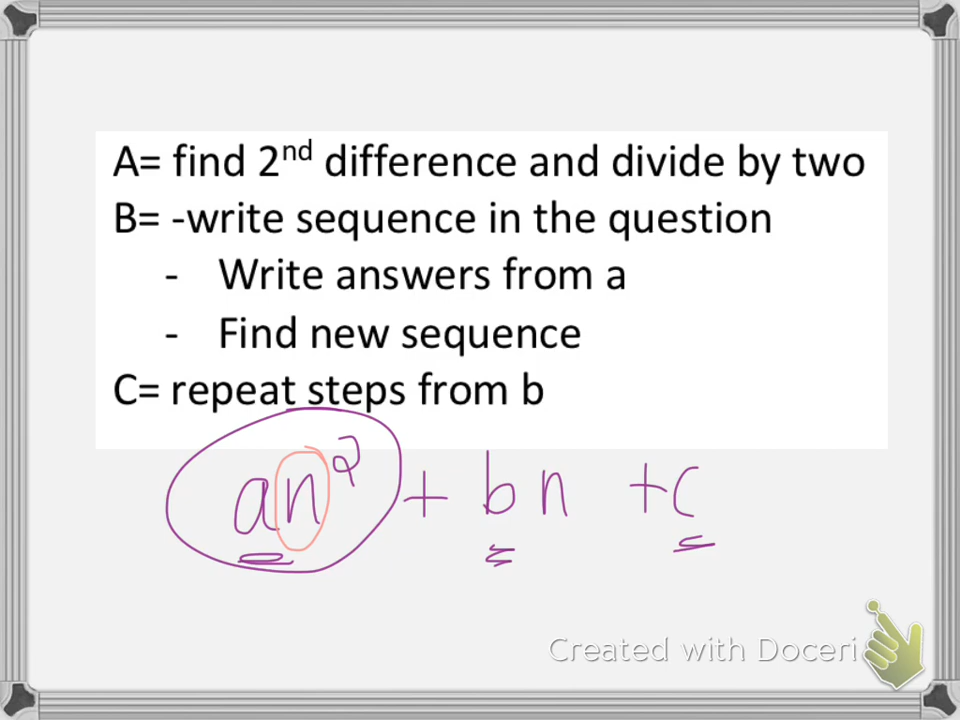 A= find 2nd difference and divide by two
B= -write sequence in the question
- Write answers from a
- Find new sequence
C= repeat steps from b
an² + bn + c
Created with Doceri